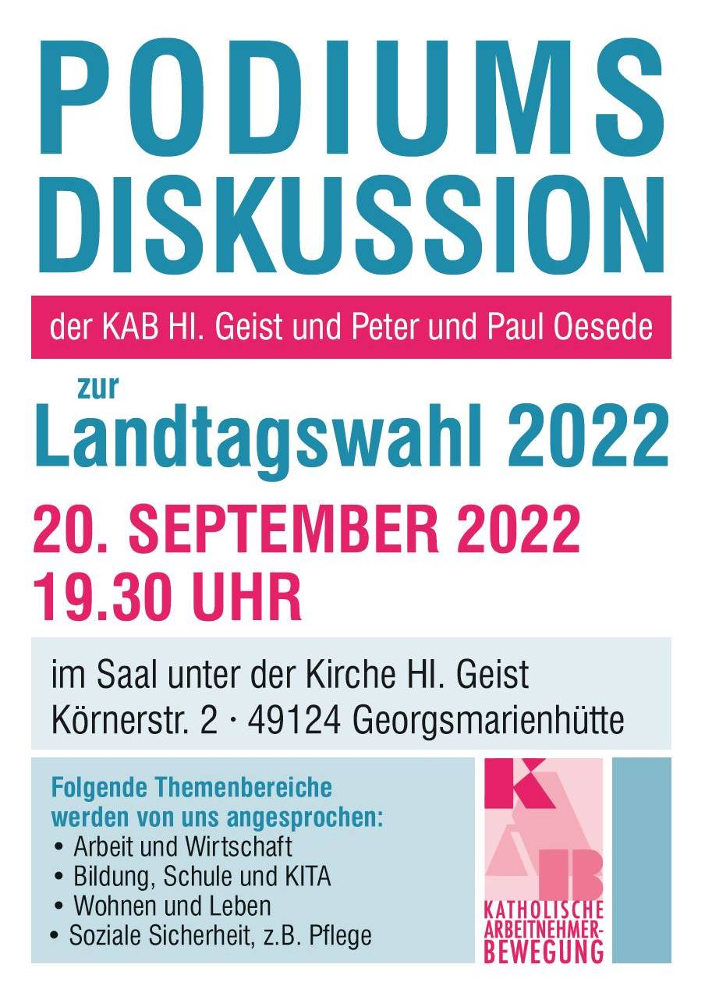 PODIUMS
DISKUSSION
der KAB Hl. Geist und Peter und Paul Oesede
zur
Landtagswahl 2022
20. SEPTEMBER 2022
19.30 UHR
im Saal unter der Kirche Hl. Geist
Körnerstr. 2 · 49124 Georgsmarienhütte
Folgende Themenbereiche
werden von uns angesprochen:
• Arbeit und Wirtschaft
• Bildung, Schule und KITA
• Wohnen und Leben
• Soziale Sicherheit, z.B. Pflege
KAB
KATHOLISCHE
ARBEITNEHMER-
BEWEGUNG